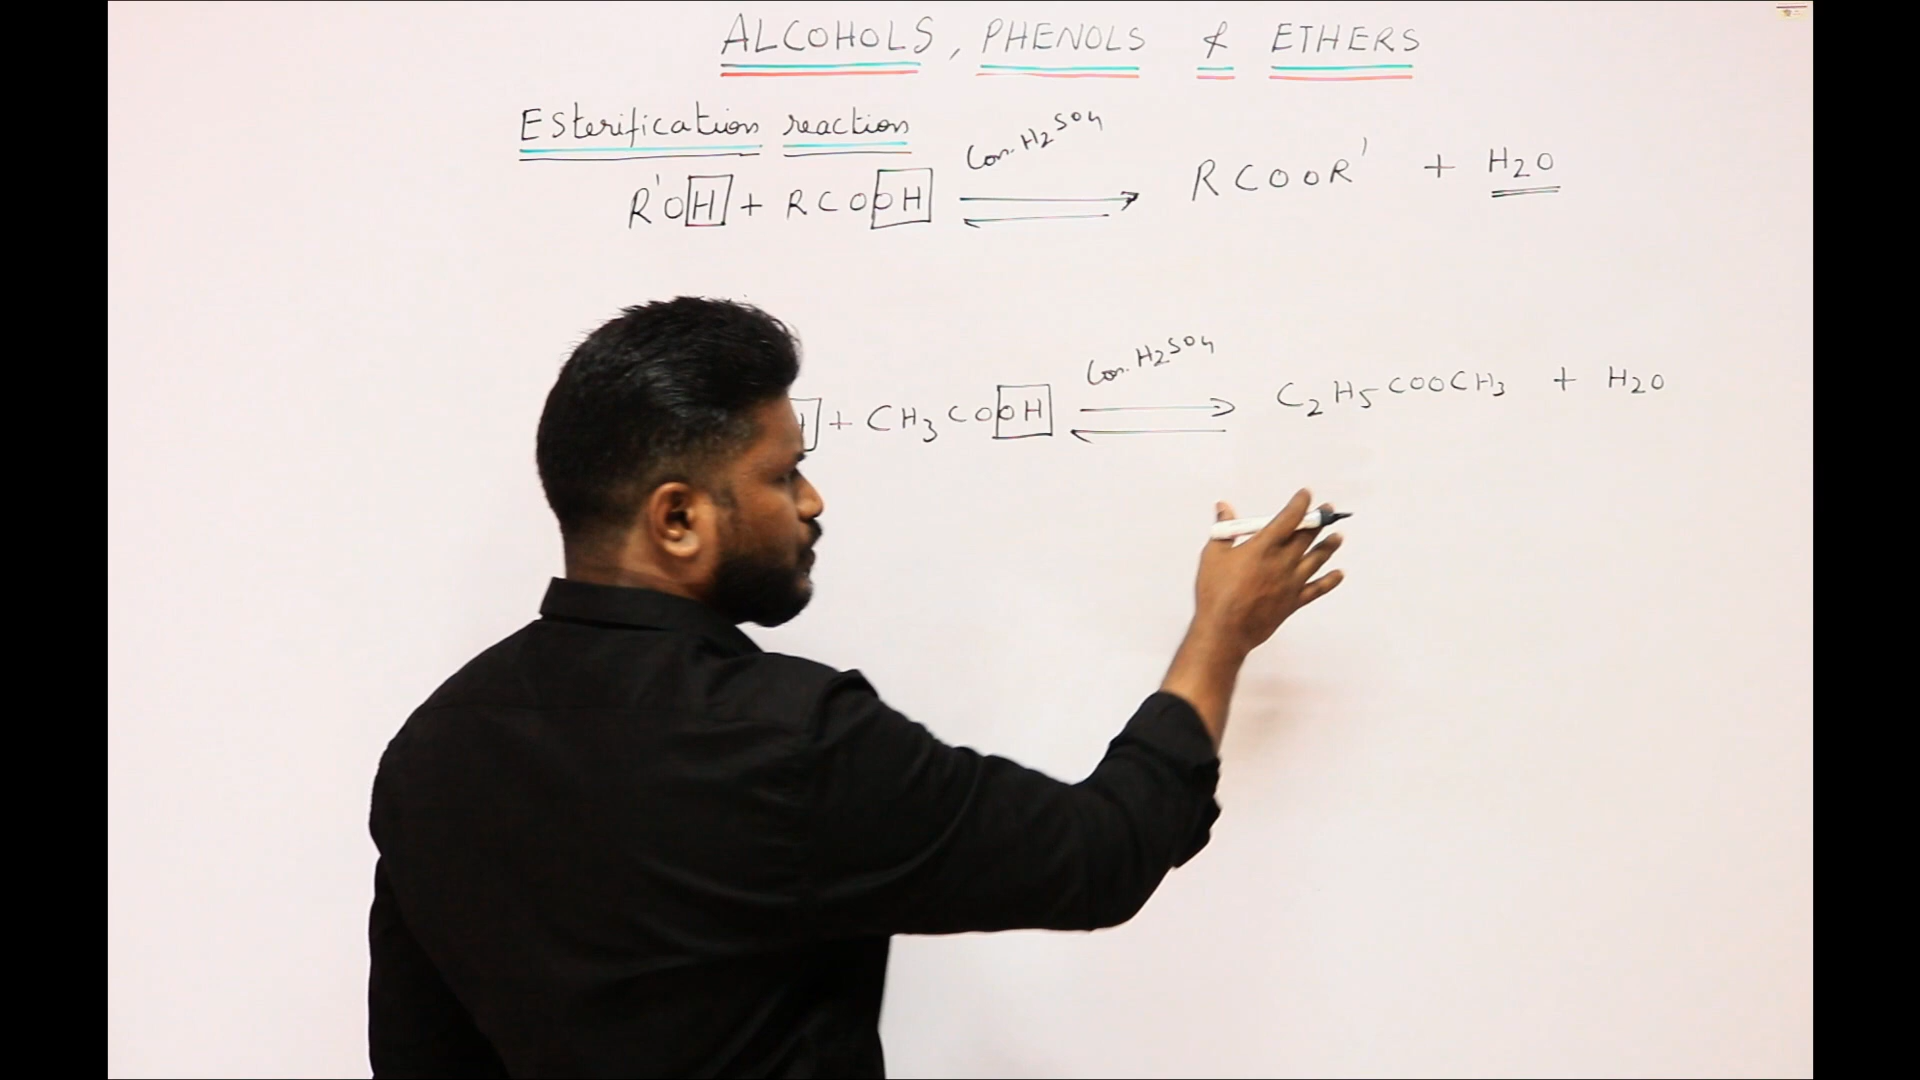 ALCOHOLS, PHENOLS & ETHERS
Esterification reaction
R'OH + RCOOH Con. H2SO4 RCOOR' + H2O
H + CH3COOH Con. H2SO4 C2H5COOCH3 + H2O